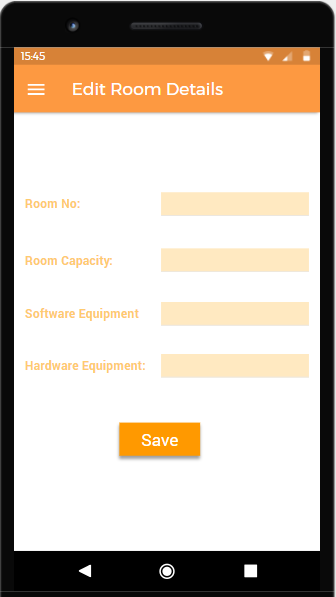 15:45
Edit Room Details
Room No:
Room Capacity:
Software Equipment
Hardware Equipment:
Save